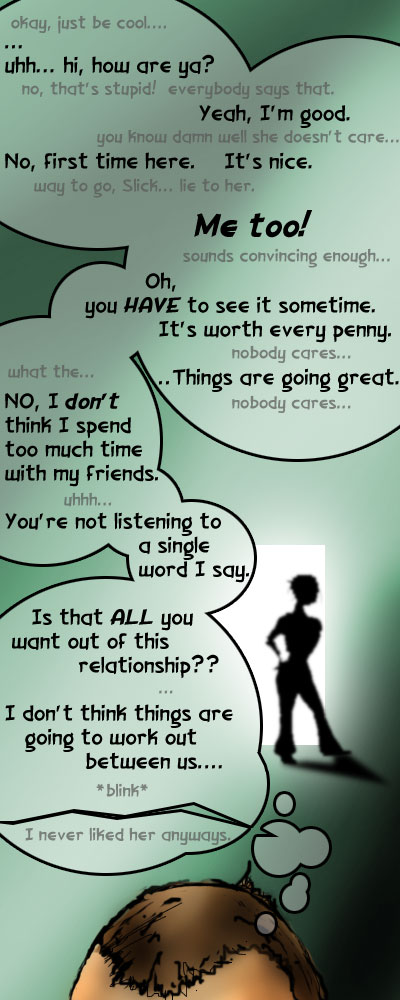 okay, just be cool....
...
uhh... hi, how are ya?
no, that's stupid! everybody says that.
Yeah, I'm good.
you know damn well she doesn't care...
No, first time here. It's nice.
way to go, Slick... lie to her.
Me too!
sounds convincing enough...
Oh,
you HAVE to see it sometime.
It's worth every penny.
nobody cares...
what the...
..Things are going great.
nobody cares...
NO, I don't
think I spend
too much time
with my friends.
uhhh...
You're not listening to
a single
word I say.
Is that ALL you
want out of this
relationship??
...
I don't think things are
going to work out
between us....
*blink*
I never liked her anyways.